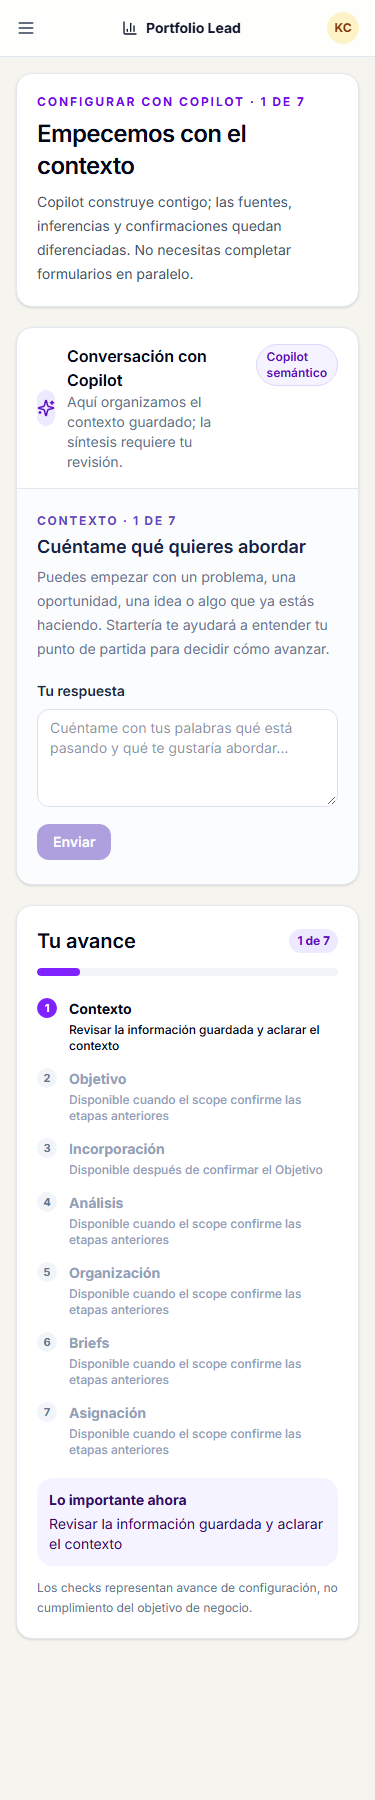 Portfolio Lead
KC
CONFIGURAR CON COPILOT · 1 DE 7
Empecemos con el
contexto
Copilot construye contigo; las fuentes,
inferencias y confirmaciones quedan
diferenciadas. No necesitas completar
formularios en paralelo.
Conversación con
Copilot
Copilot
semántico
Aquí organizamos el
contexto guardado; la
síntesis requiere tu
revisión.
CONTEXTO · 1 DE 7
Cuéntame qué quieres abordar
Puedes empezar con un problema, una
oportunidad, una idea o algo que ya estás
haciendo. Startería te ayudará a entender tu
punto de partida para decidir cómo avanzar.
Tu respuesta
Cuéntame con tus palabras qué está
pasando y qué te gustaría abordar...
Enviar
Tu avance
1 de 7
1
Contexto
Revisar la información guardada y aclarar el
contexto
2
Objetivo
Disponible cuando el scope confirme las
etapas anteriores
3
Incorporación
Disponible después de confirmar el Objetivo
4
Análisis
Disponible cuando el scope confirme las
etapas anteriores
5
Organización
Disponible cuando el scope confirme las
etapas anteriores
6
Briefs
Disponible cuando el scope confirme las
etapas anteriores
7
Asignación
Disponible cuando el scope confirme las
etapas anteriores
Lo importante ahora
Revisar la información guardada y aclarar
el contexto
Los checks representan avance de configuración, no
cumplimiento del objetivo de negocio.